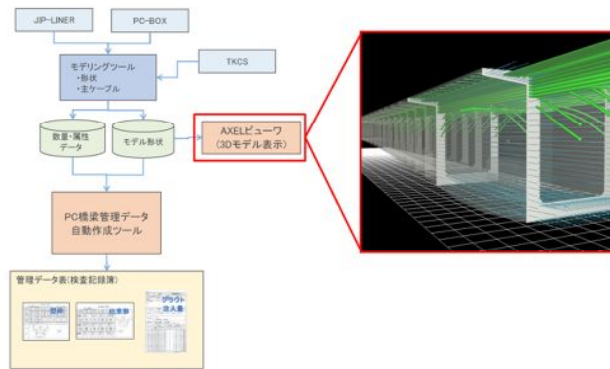 JIP-LINER
PC-BOX
モデリングツール
・形状
・主ケーブル
TKCS
数量・属性
データ
モデル形状
AXELビューワ
(3Dモデル表示)
PC橋梁管理データ
自動作成ツール
管理データ表(検査記録簿)
グラウト
注入量